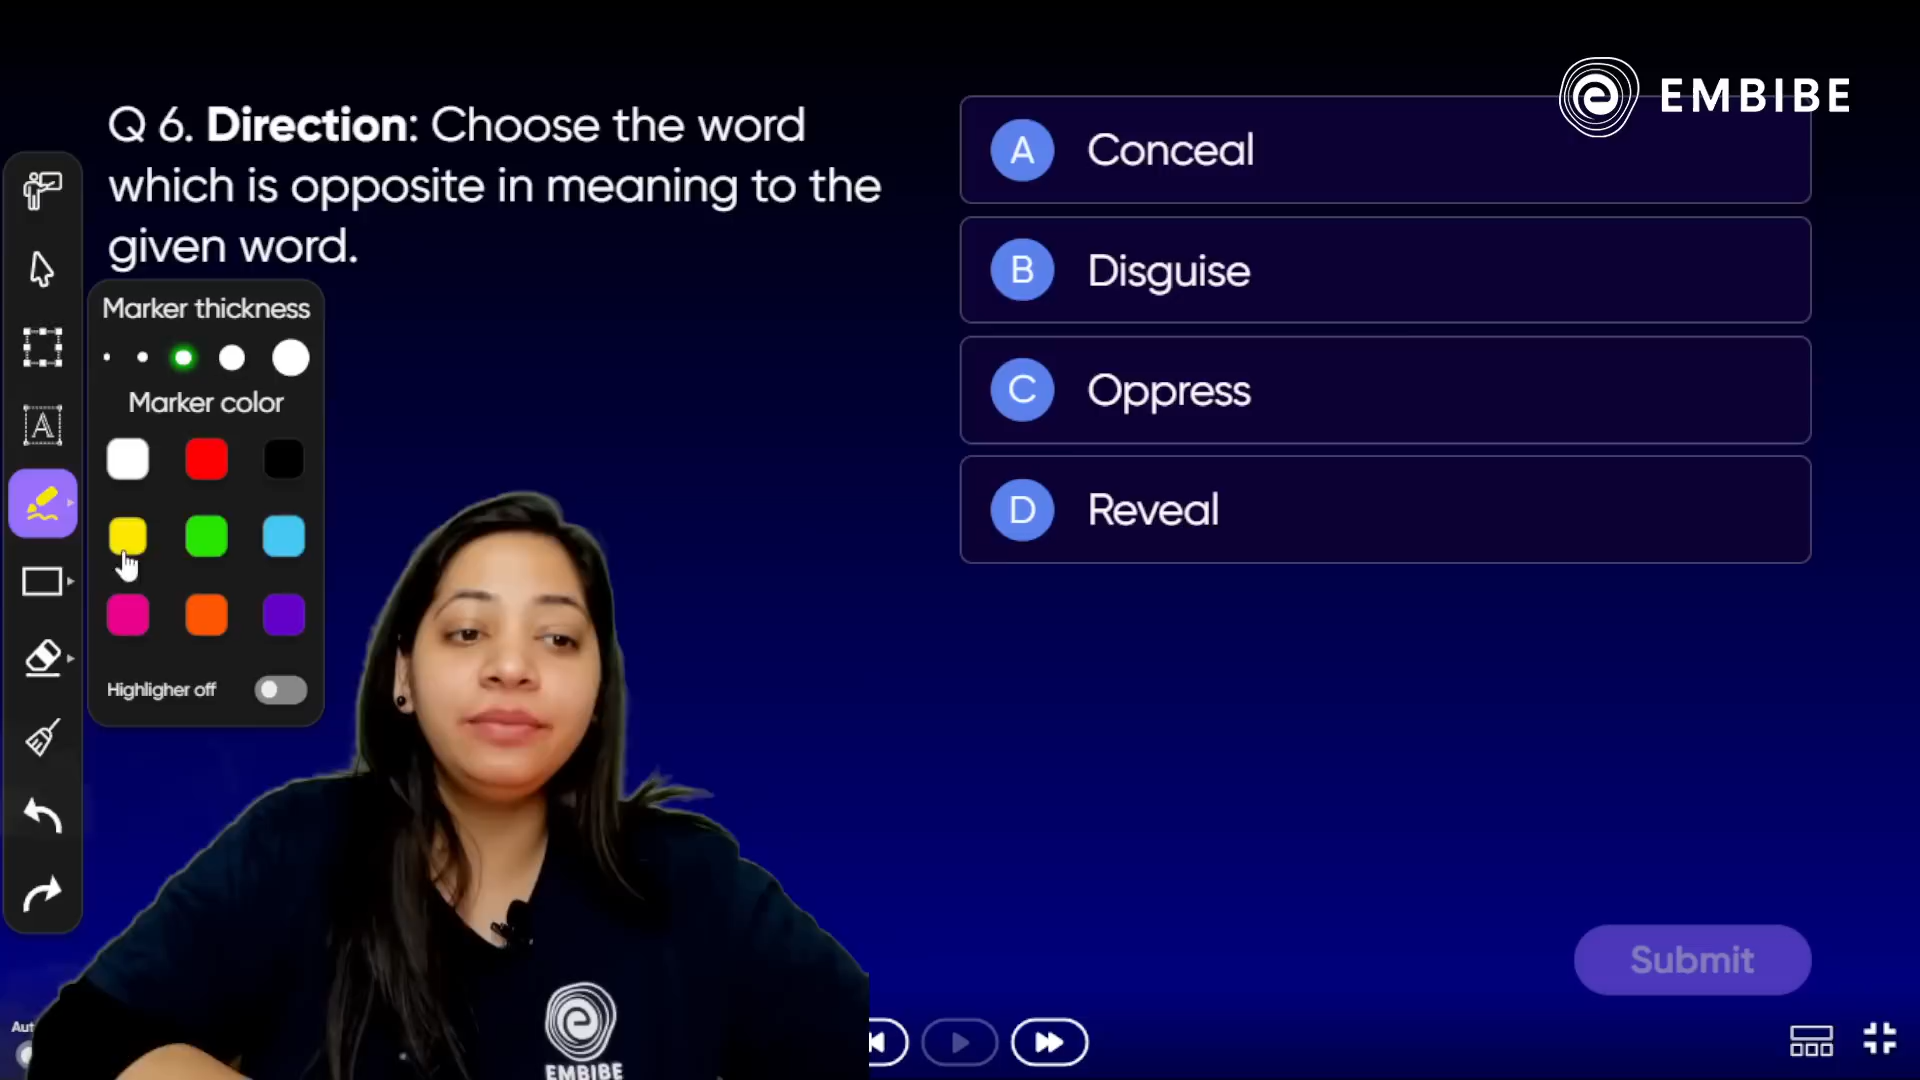 EMBIBE
Q 6. Direction: Choose the word
which is opposite in meaning to the
given word.
A Conceal
B Disguise
C Oppress
D Reveal
Marker thickness
Marker color
A
Highligher off
Submit
Aut
EMBIBE